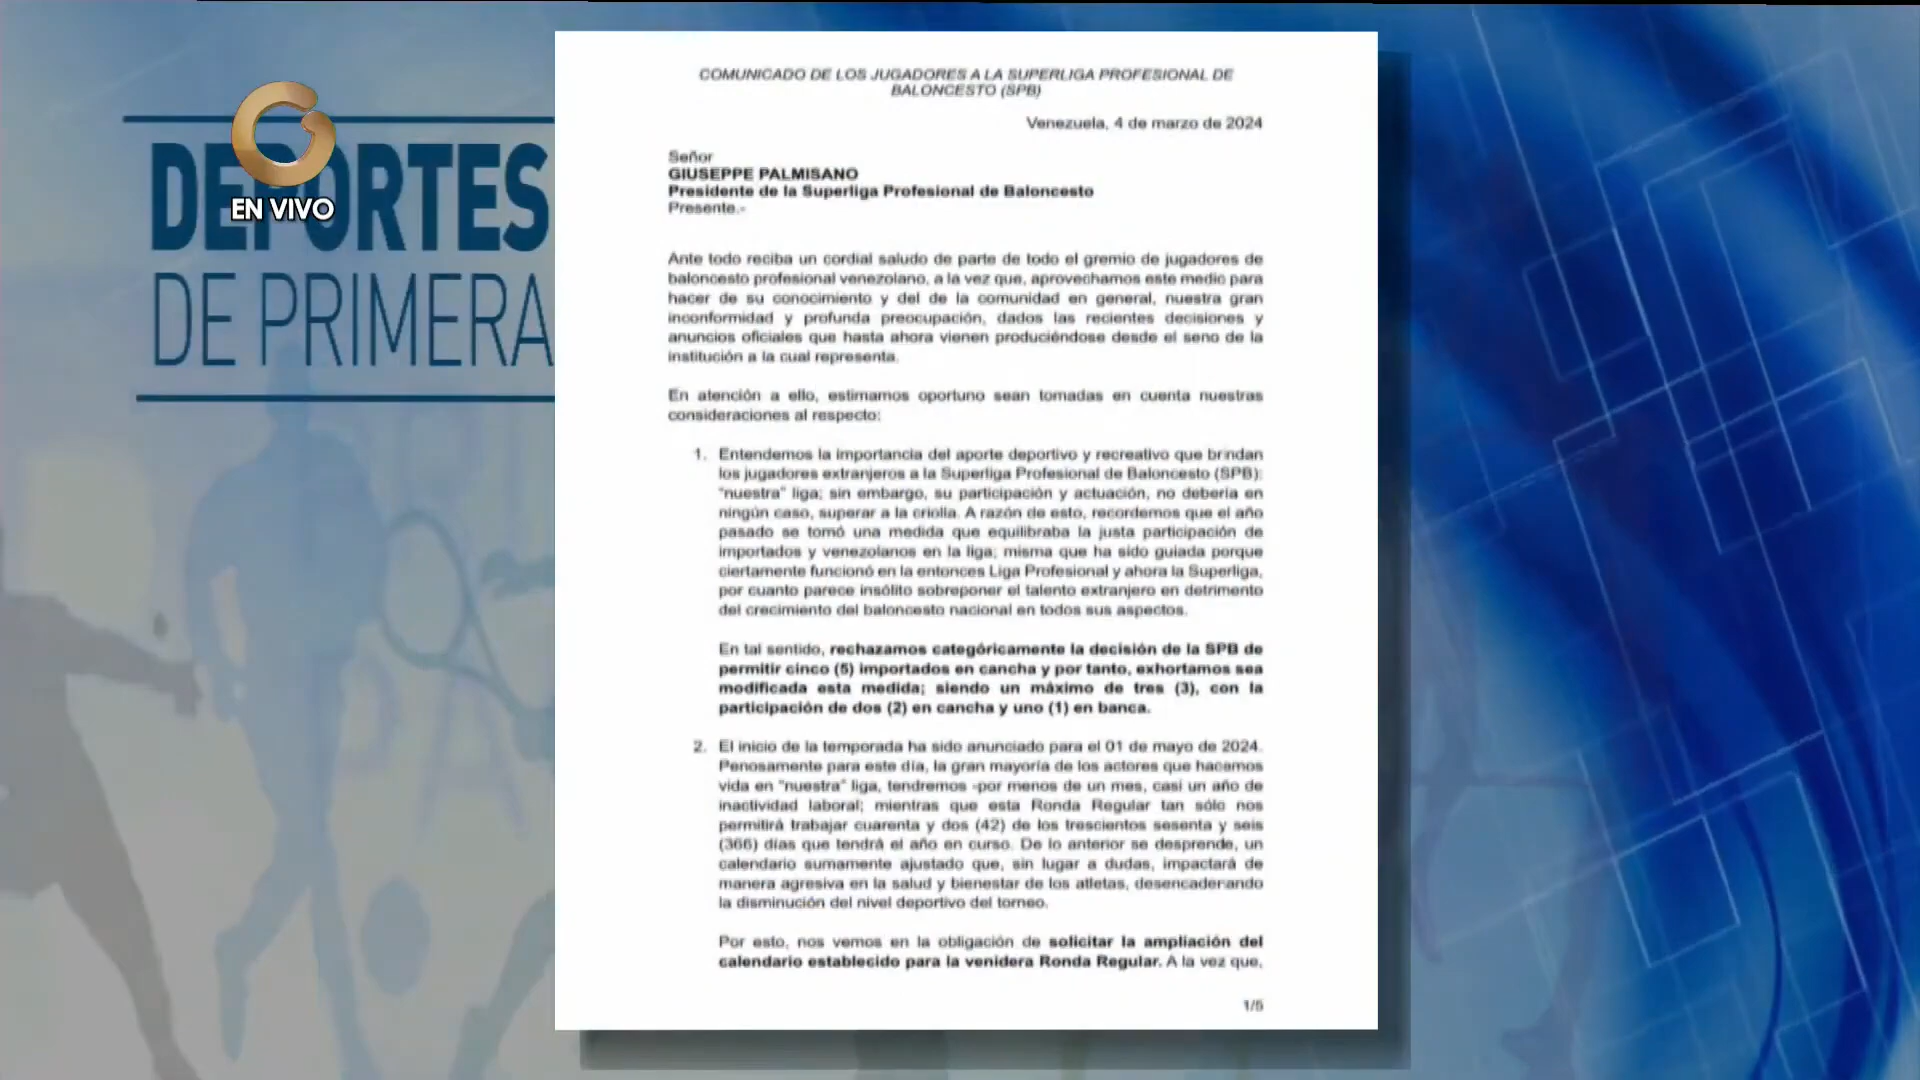 DEPORTES
DE PRIMERA
EN VIVO
COMUNICADO DE LOS JUGADORES A LA SUPERLIGA PROFESIONAL DE
BALONCESTO (SPB)
Venezuela, 4 de marzo de 2024
Señor
GIUSEPPE PALMISANO
Presidente de la Superliga Profesional de Baloncesto
Presente.-
Ante todo reciba un cordial saludo de parte de todo el gremio de jugadores de
baloncesto profesional venezolano, a la vez que, aprovechamos este medio para
hacer de su conocimiento y del de la comunidad en general, nuestra gran
inconformidad y profunda preocupación, dados las recientes decisiones y
anuncios oficiales que hasta ahora vienen produciéndose desde el seno de la
institución a la cual representa.
En atención a ello, estimamos oportuno sean tomadas en cuenta nuestras
consideraciones al respecto:
1. Entendemos la importancia del aporte deportivo y recreativo que brindan
los jugadores extranjeros a la Superliga Profesional de Baloncesto (SPB):
"nuestra" liga; sin embargo, su participación y actuación, no debería en
ningún caso, superar a la criolla. A razón de esto, recordemos que el año
pasado se tomó una medida que equilibraba la justa participación de
importados y venezolanos en la liga; misma que ha sido guiada porque
ciertamente funcionó en la entonces Liga Profesional y ahora la Superliga,
por cuanto parece insólito sobreponer el talento extranjero en detrimento
del crecimiento del baloncesto nacional en todos sus aspectos.
En tal sentido, rechazamos categóricamente la decisión de la SPB de
permitir cinco (5) importados en cancha y por tanto, exhortamos sea
modificada esta medida; siendo un máximo de tres (3), con la
participación de dos (2) en cancha y uno (1) en banca.
2. El inicio de la temporada ha sido anunciado para el 01 de mayo de 2024.
Penosamente para este día, la gran mayoría de los actores que hacemos
vida en "nuestra" liga, tendremos -por menos de un mes, casi un año de
inactividad laboral; mientras que esta Ronda Regular tan sólo nos
permitirá trabajar cuarenta y dos (42) de los trescientos sesenta y seis
(366) días que tendrá el año en curso. De lo anterior se desprende, un
calendario sumamente ajustado que, sin lugar a dudas, impactará de
manera agresiva en la salud y bienestar de los atletas, desencadenando
la disminución del nivel deportivo del torneo.
Por esto, nos vemos en la obligación de solicitar la ampliación del
calendario establecido para la venidera Ronda Regular. A la vez que,
1/5